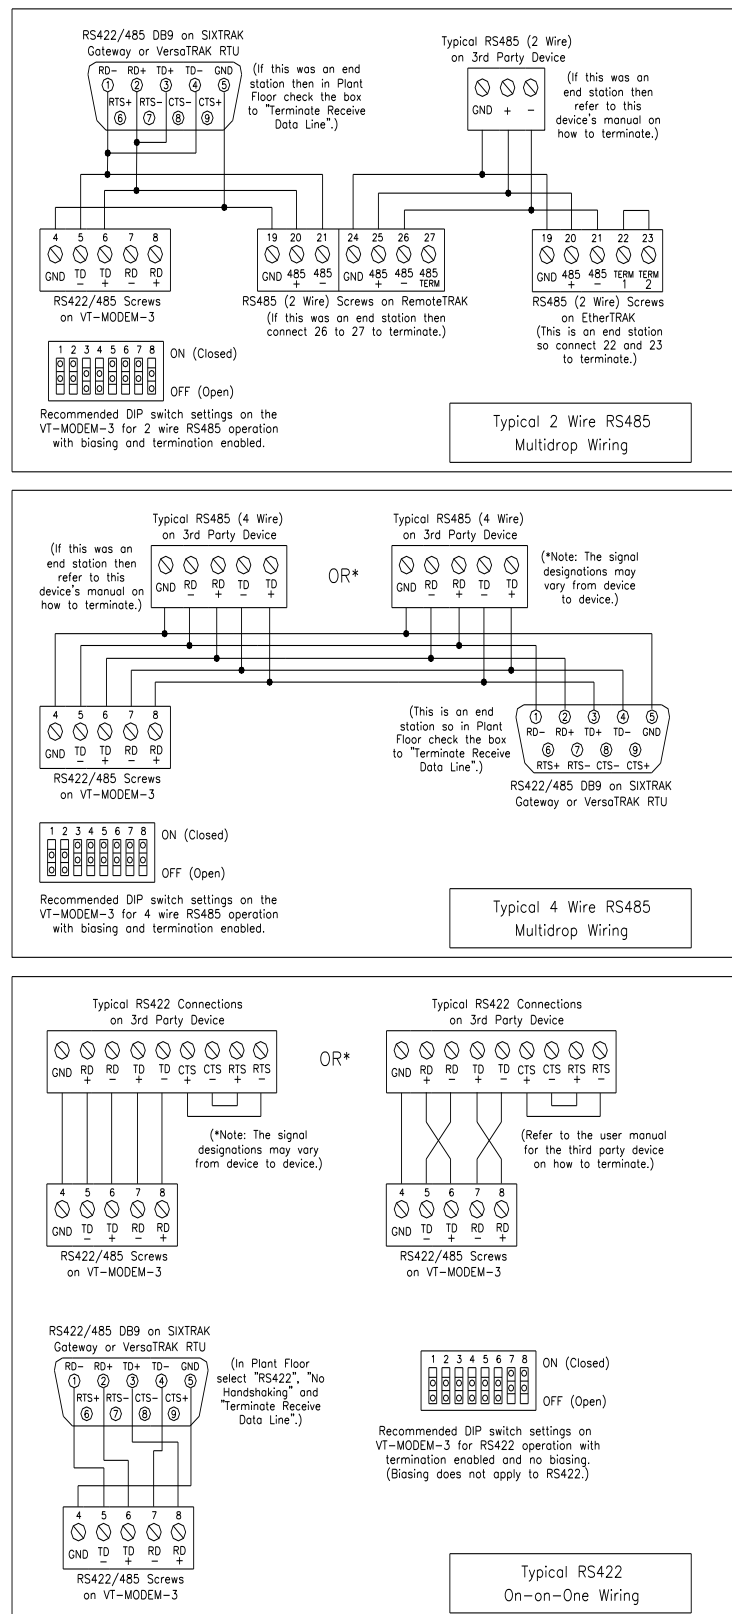 RS422/485 DB9 on SIXTRAK
Gateway or VersaTRAK RTU
RD- RD+ TD+ TD- GND
1 2 3 4 5
RTS+ RTS- CTS- CTS+
6 7 8 9
(If this was an end
station then in Plant
Floor check the box
to "Terminate Receive
Data Line".)
Typical RS485 (2 Wire)
on 3rd Party Device
GND + -
(If this was an
end station then
refer to this
device's manual on
how to terminate.)
4 5 6 7 8
GND TD - TD + RD - RD +
RS422/485 Screws
on VT-MODEM-3
19 20 21 24 25 26 27
GND 485 + 485 - GND 485 + 485 - 485 TERM
RS485 (2 Wire) Screws on RemoteTRAK
(If this was an end station then
connect 26 to 27 to terminate.)
19 20 21 22 23
GND 485 + 485 - TERM 1 TERM 2
RS485 (2 Wire) Screws
on EtherTRAK
(This is an end station
so connect 22 and 23
to terminate.)
1 2 3 4 5 6 7 8
ON (Closed)
OFF (Open)
Recommended DIP switch settings on the
VT-MODEM-3 for 2 wire RS485 operation
with biasing and termination enabled.
Typical 2 Wire RS485
Multidrop Wiring
Typical RS485 (4 Wire)
on 3rd Party Device
(If this was an
end station then
refer to this
device's manual on
how to terminate.)
GND RD - RD + TD - TD +
OR*
Typical RS485 (4 Wire)
on 3rd Party Device
GND RD - RD + TD - TD +
(*Note: The signal
designations may
vary from device
to device.)
4 5 6 7 8
GND TD - TD + RD - RD +
RS422/485 Screws
on VT-MODEM-3
(This is an end
station so in Plant
Floor check the box
to "Terminate Receive
Data Line".)
1 2 3 4 5
RD- RD+ TD+ TD- GND
6 7 8 9
RTS+ RTS- CTS- CTS+
RS422/485 DB9 on SIXTRAK
Gateway or VersaTRAK RTU
1 2 3 4 5 6 7 8
ON (Closed)
OFF (Open)
Recommended DIP switch settings on the
VT-MODEM-3 for 4 wire RS485 operation
with biasing and termination enabled.
Typical 4 Wire RS485
Multidrop Wiring
Typical RS422 Connections
on 3rd Party Device
GND RD + RD - TD + TD - CTS + CTS - RTS + RTS -
OR*
Typical RS422 Connections
on 3rd Party Device
GND RD + RD - TD + TD - CTS + CTS - RTS + RTS -
(*Note: The signal
designations may vary
from device to device.)
(Refer to the user manual
for the third party device
on how to terminate.)
4 5 6 7 8
GND TD - TD + RD - RD +
RS422/485 Screws
on VT-MODEM-3
4 5 6 7 8
GND TD - TD + RD - RD +
RS422/485 Screws
on VT-MODEM-3
RS422/485 DB9 on SIXTRAK
Gateway or VersaTRAK RTU
RD- RD+ TD+ TD- GND
1 2 3 4 5
RTS+ RTS- CTS- CTS+
6 7 8 9
(In Plant Floor
select "RS422", "No
Handshaking" and
"Terminate Receive
Data Line".)
4 5 6 7 8
GND TD - TD + RD - RD +
RS422/485 Screws
on VT-MODEM-3
1 2 3 4 5 6 7 8
ON (Closed)
OFF (Open)
Recommended DIP switch settings on
VT-MODEM-3 for RS422 operation with
termination enabled and no biasing.
(Biasing does not apply to RS422.)
Typical RS422
On-on-One Wiring